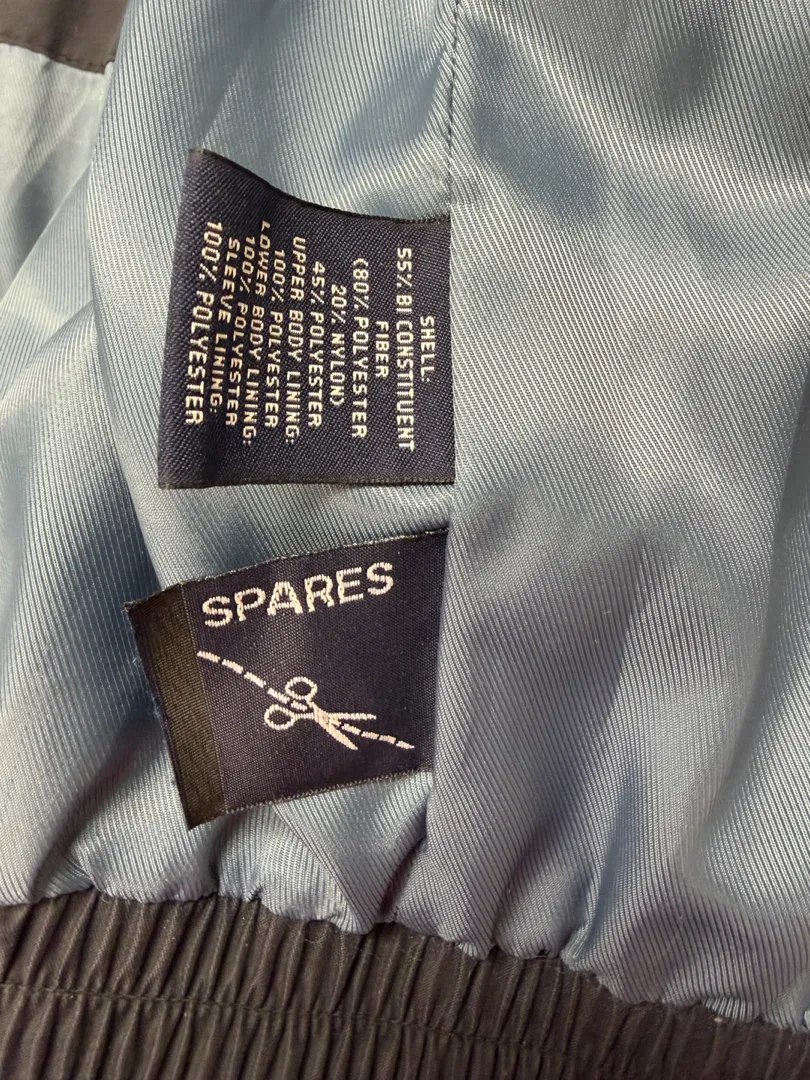 SHELL:
55% BI CONSTITUENT
FIBER
(80% POLYESTER
20% NYLON)
45% POLYESTER
UPPER BODY LINING:
100% POLYESTER
LOWER BODY LINING:
100% POLYESTER
SLEEVE LINING:
100% POLYESTER
SPARES